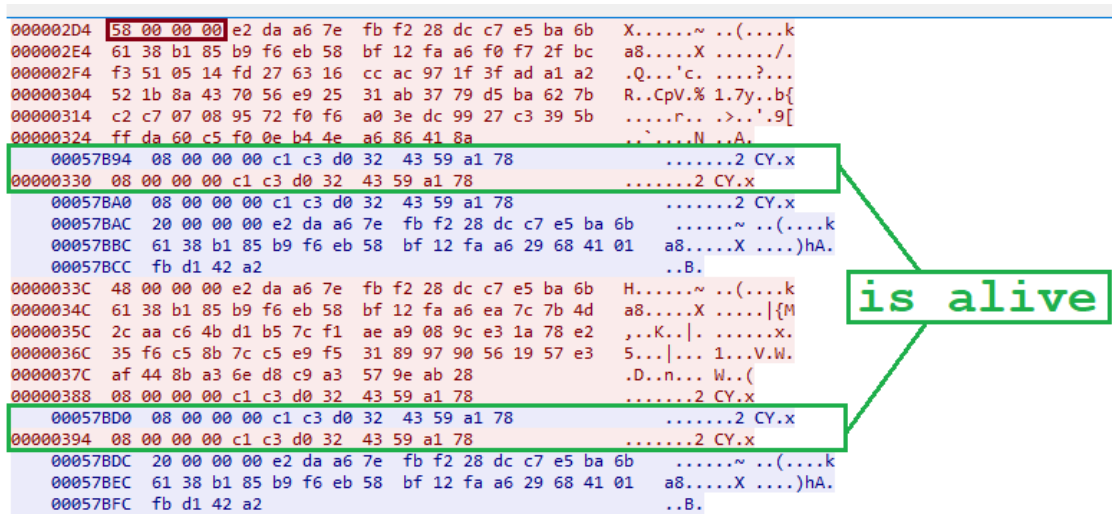 000002D4 58 00 00 00 e2 da a6 7e fb f2 28 dc c7 e5 ba 6b X......~ ..(....k
000002E4 61 38 b1 85 b9 f6 eb 58 bf 12 fa a6 f0 f7 2f bc a8.....X ....../.
000002F4 f3 51 05 14 fd 27 63 16 cc ac 97 1f 3f ad a1 a2 .Q...'c. ....?...
00000304 52 1b 8a 43 70 56 e9 25 31 ab 37 79 d5 ba 62 7b R..CpV.% 1.7y..b{
00000314 c2 c7 07 08 95 72 f0 f6 a0 3e dc 99 27 c3 39 5b .....r.. .>..'.9[
00000324 ff da 60 c5 f0 0e b4 4e a6 86 41 8a ..`....N ..A.
00057B94 08 00 00 00 c1 c3 d0 32 43 59 a1 78 .......2 CY.x
00000330 08 00 00 00 c1 c3 d0 32 43 59 a1 78 .......2 CY.x
00057BA0 08 00 00 00 c1 c3 d0 32 43 59 a1 78 .......2 CY.x
00057BAC 20 00 00 00 e2 da a6 7e fb f2 28 dc c7 e5 ba 6b ......~ ..(....k
00057BBC 61 38 b1 85 b9 f6 eb 58 bf 12 fa a6 29 68 41 01 a8.....X ....)hA.
00057BCC fb d1 42 a2 ..B.
0000033C 48 00 00 00 e2 da a6 7e fb f2 28 dc c7 e5 ba 6b H......~ ..(....k
0000034C 61 38 b1 85 b9 f6 eb 58 bf 12 fa a6 ea 7c 7b 4d a8.....X .....|{M
0000035C 2c aa c6 4b d1 b5 7c f1 ae a9 08 9c e3 1a 78 e2 ,..K..|. ......x.
0000036C 35 f6 c5 8b 7c c5 e9 f5 31 89 97 90 56 19 57 e3 5...|... 1...V.W.
0000037C af 44 8b a3 6e d8 c9 a3 57 9e ab 28 .D..n... W..(
00000388 08 00 00 00 c1 c3 d0 32 43 59 a1 78 .......2 CY.x
00057BD0 08 00 00 00 c1 c3 d0 32 43 59 a1 78 .......2 CY.x
00000394 08 00 00 00 c1 c3 d0 32 43 59 a1 78 .......2 CY.x
00057BDC 20 00 00 00 e2 da a6 7e fb f2 28 dc c7 e5 ba 6b ......~ ..(....k
00057BEC 61 38 b1 85 b9 f6 eb 58 bf 12 fa a6 29 68 41 01 a8.....X ....)hA.
00057BFC fb d1 42 a2 ..B.
is alive